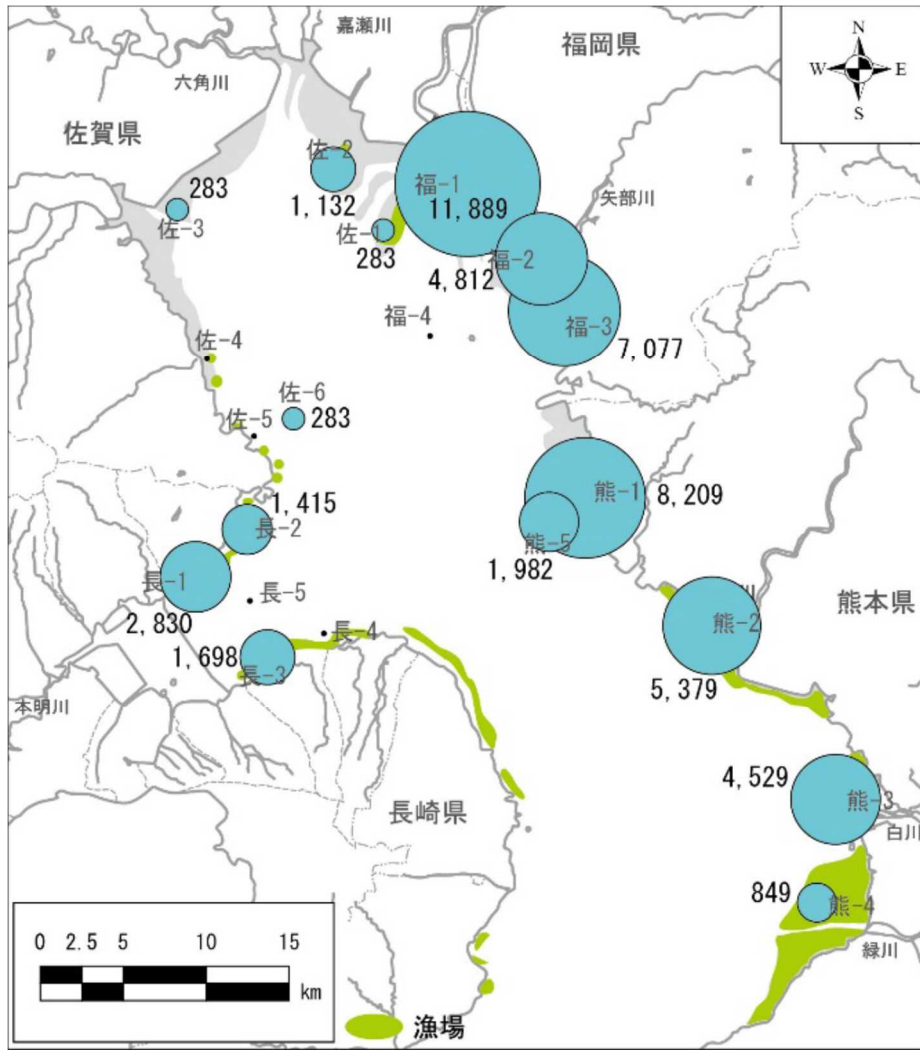 嘉瀬川
福岡県
N
W E
S
六角川
佐賀県
佐-2
1,132
283
佐-3
福-1
11,889
佐-1
283
矢部川
福-2
4,812
福-4
福-3
7,077
佐-4
佐-6
283
佐-5
1,415
長-2
熊-1
8,209
熊-5
1,982
長-1
2,830
長-5
長-4
1,698
長-3
川
熊-2
5,379
熊本県
本明川
4,529
熊-3
白川
長崎県
849
熊-4
緑川
0 2.5 5 10 15
km
漁場